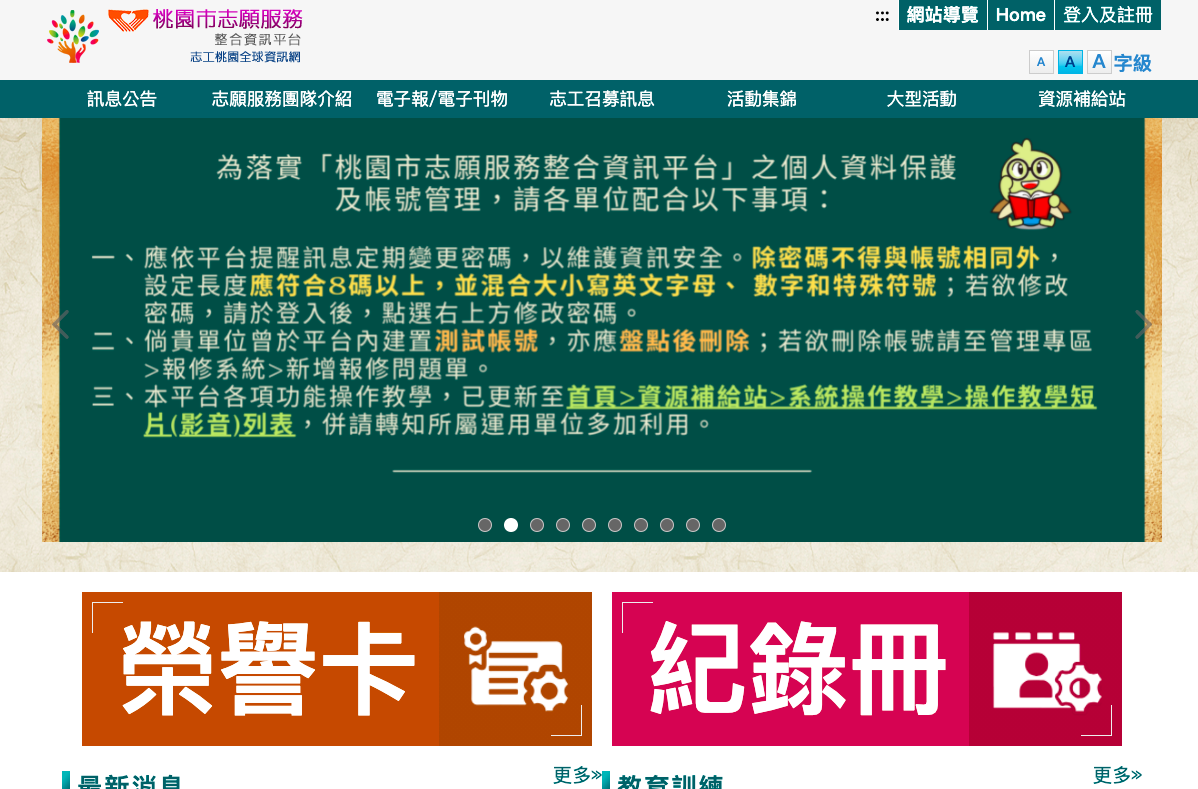 桃園市志願服務
整合資訊平台
志工桃園全球資訊網
::: 網站導覽 Home 登入及註冊
A A A 字級
訊息公告 志願服務團隊介紹 電子報/電子刊物 志工召募訊息 活動集錦 大型活動 資源補給站
為落實「桃園市志願服務整合資訊平台」之個人資料保護
及帳號管理，請各單位配合以下事項：
一、應依平台提醒訊息定期變更密碼，以維護資訊安全。除密碼不得與帳號相同外，
設定長度應符合8碼以上，並混合大小寫英文字母、 數字和特殊符號；若欲修改
密碼，請於登入後，點選右上方修改密碼。
二、倘貴單位曾於平台內建置測試帳號，亦應盤點後刪除；若欲刪除帳號請至管理專區
>報修系統>新增報修問題單。
三、本平台各項功能操作教學，已更新至首頁>資源補給站>系統操作教學>操作教學短
片(影音)列表，併請轉知所屬運用單位多加利用。
榮譽卡 紀錄冊
最新消息 更多» 教育訓練 更多»